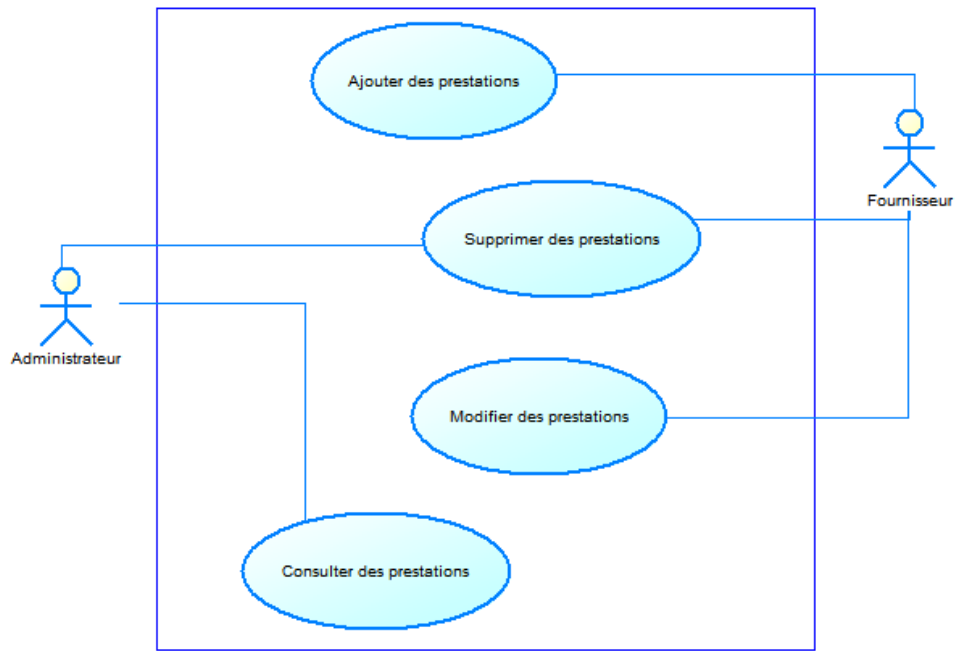 Ajouter des prestations
Fournisseur
Supprimer des prestations
Administrateur
Modifier des prestations
Consulter des prestations